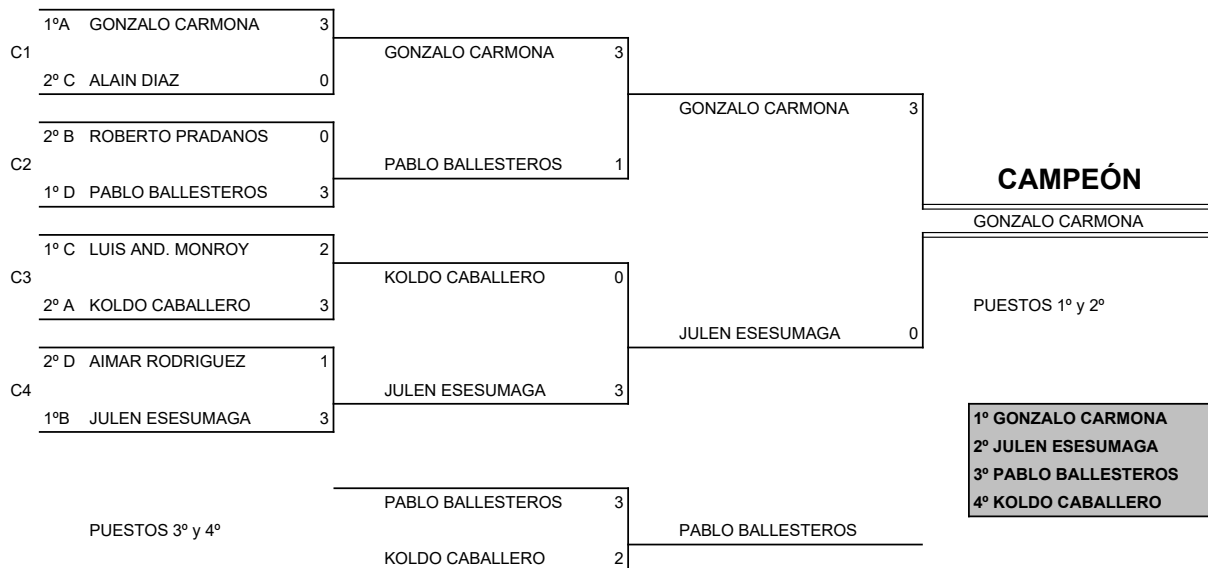 1ºA GONZALO CARMONA 3
C1 GONZALO CARMONA 3
2º C ALAIN DIAZ 0
GONZALO CARMONA 3
2º B ROBERTO PRADANOS 0
C2 PABLO BALLESTEROS 1
CAMPEÓN
1º D PABLO BALLESTEROS 3
GONZALO CARMONA
1º C LUIS AND. MONROY 2
C3 KOLDO CABALLERO 0
2º A KOLDO CABALLERO 3 PUESTOS 1º y 2º
JULEN ESESUMAGA 0
2º D AIMAR RODRIGUEZ 1
C4 JULEN ESESUMAGA 3
1ºB JULEN ESESUMAGA 3 1º GONZALO CARMONA
2º JULEN ESESUMAGA
3º PABLO BALLESTEROS
PABLO BALLESTEROS 3 4º KOLDO CABALLERO
PUESTOS 3º y 4º PABLO BALLESTEROS
KOLDO CABALLERO 2